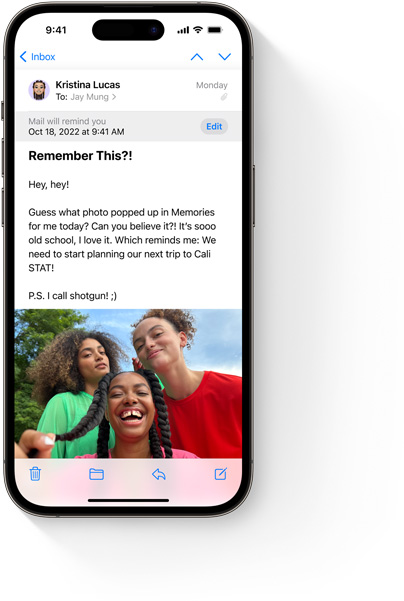 9:41
Inbox
Kristina Lucas
Monday
To: Jay Mung
Mail will remind you
Oct 18, 2022 at 9:41 AM
Edit
Remember This?!
Hey, hey!
Guess what photo popped up in Memories
for me today? Can you believe it?! It's sooo
old school, I love it. Which reminds me: We
need to start planning our next trip to Cali
STAT!
P.S. I call shotgun! ;)